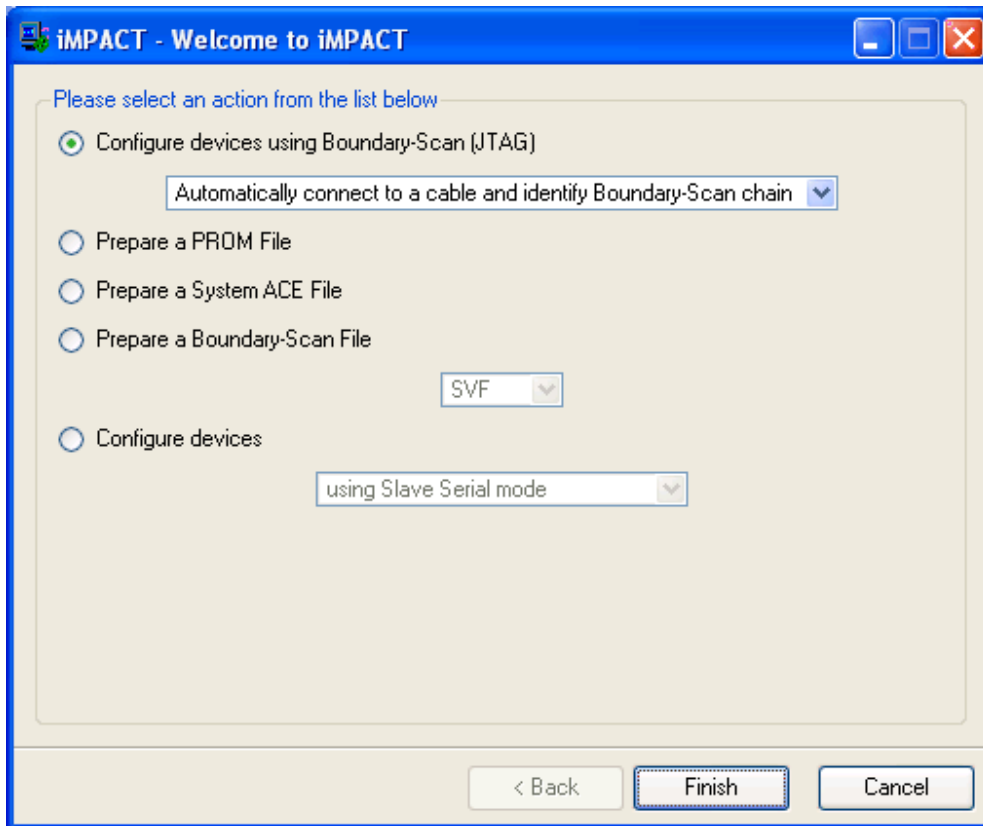 iMPACT - Welcome to iMPACT
Please select an action from the list below
Configure devices using Boundary-Scan (JTAG)
Automatically connect to a cable and identify Boundary-Scan chain
Prepare a PROM File
Prepare a System ACE File
Prepare a Boundary-Scan File
SVF
Configure devices
using Slave Serial mode
< Back Finish Cancel